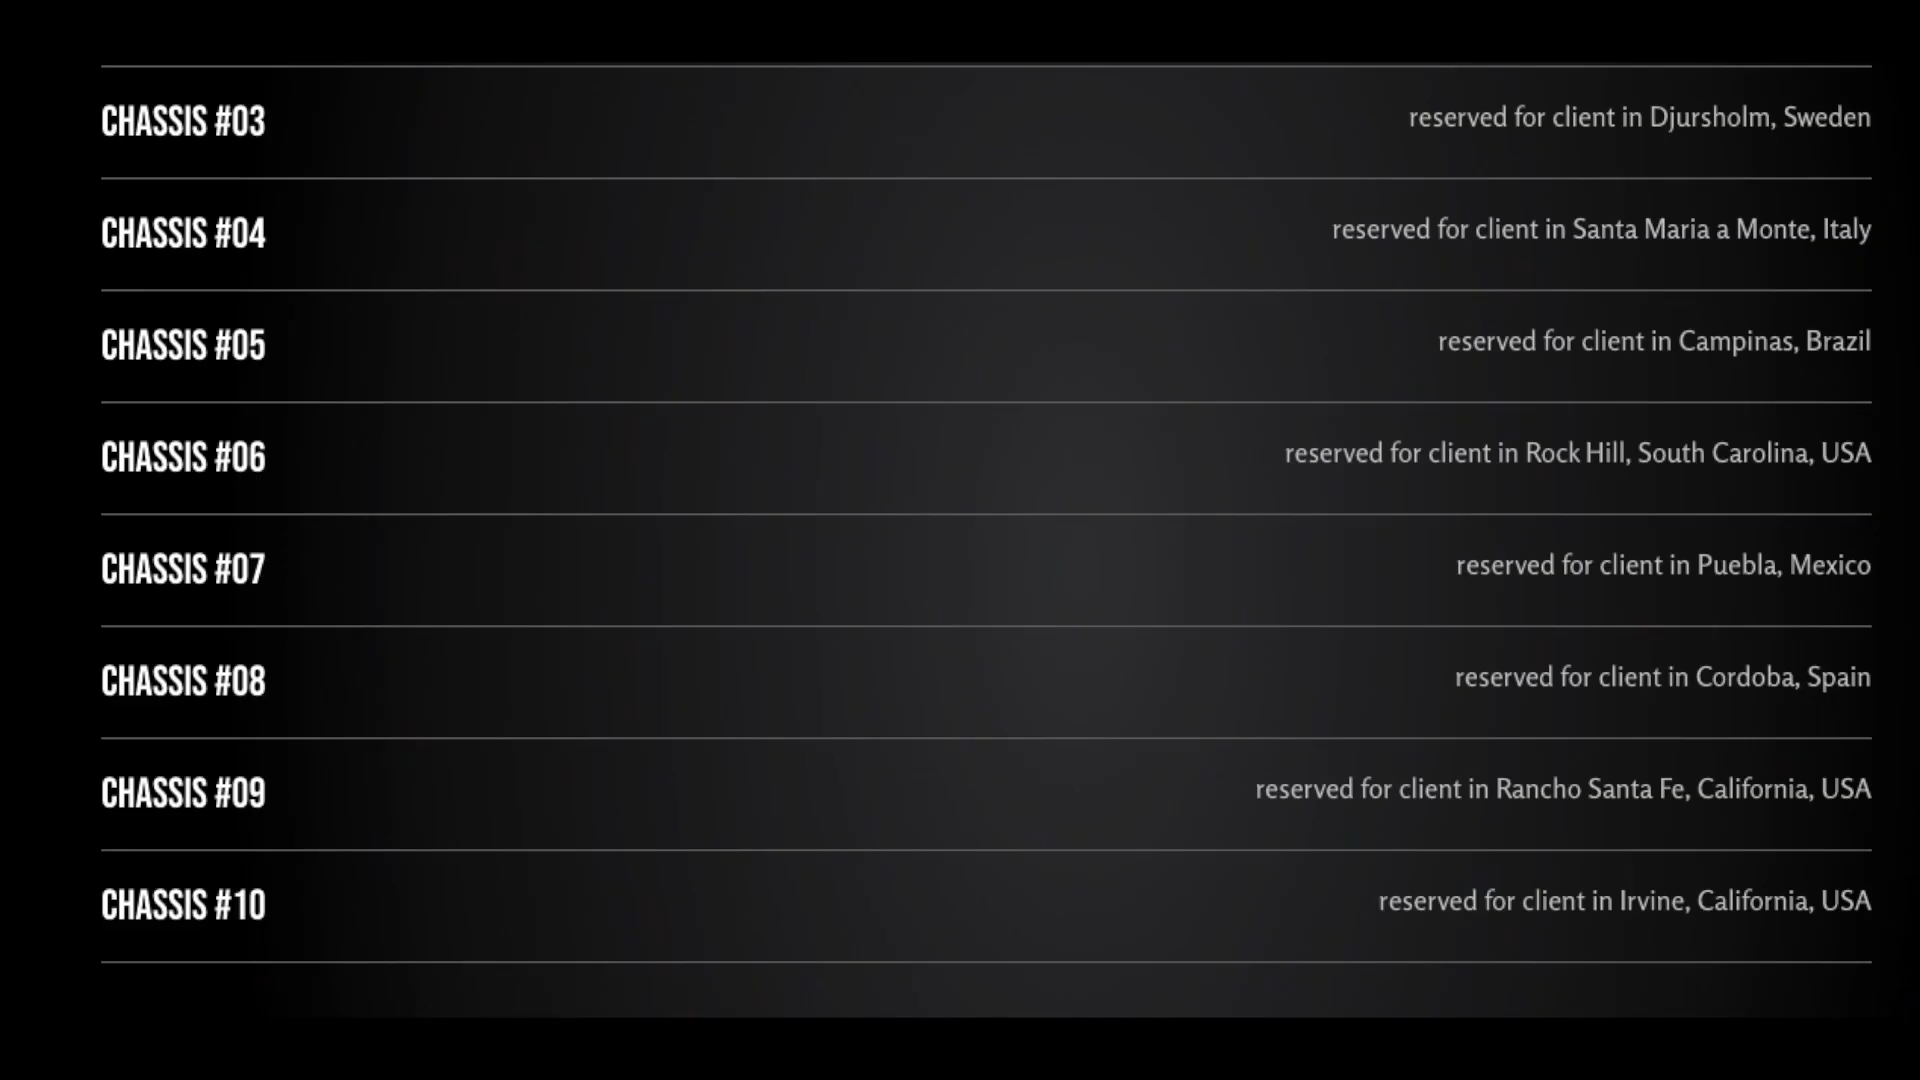 CHASSIS #03 reserved for client in Djursholm, Sweden
CHASSIS #04 reserved for client in Santa Maria a Monte, Italy
CHASSIS #05 reserved for client in Campinas, Brazil
CHASSIS #06 reserved for client in Rock Hill, South Carolina, USA
CHASSIS #07 reserved for client in Puebla, Mexico
CHASSIS #08 reserved for client in Cordoba, Spain
CHASSIS #09 reserved for client in Rancho Santa Fe, California, USA
CHASSIS #10 reserved for client in Irvine, California, USA